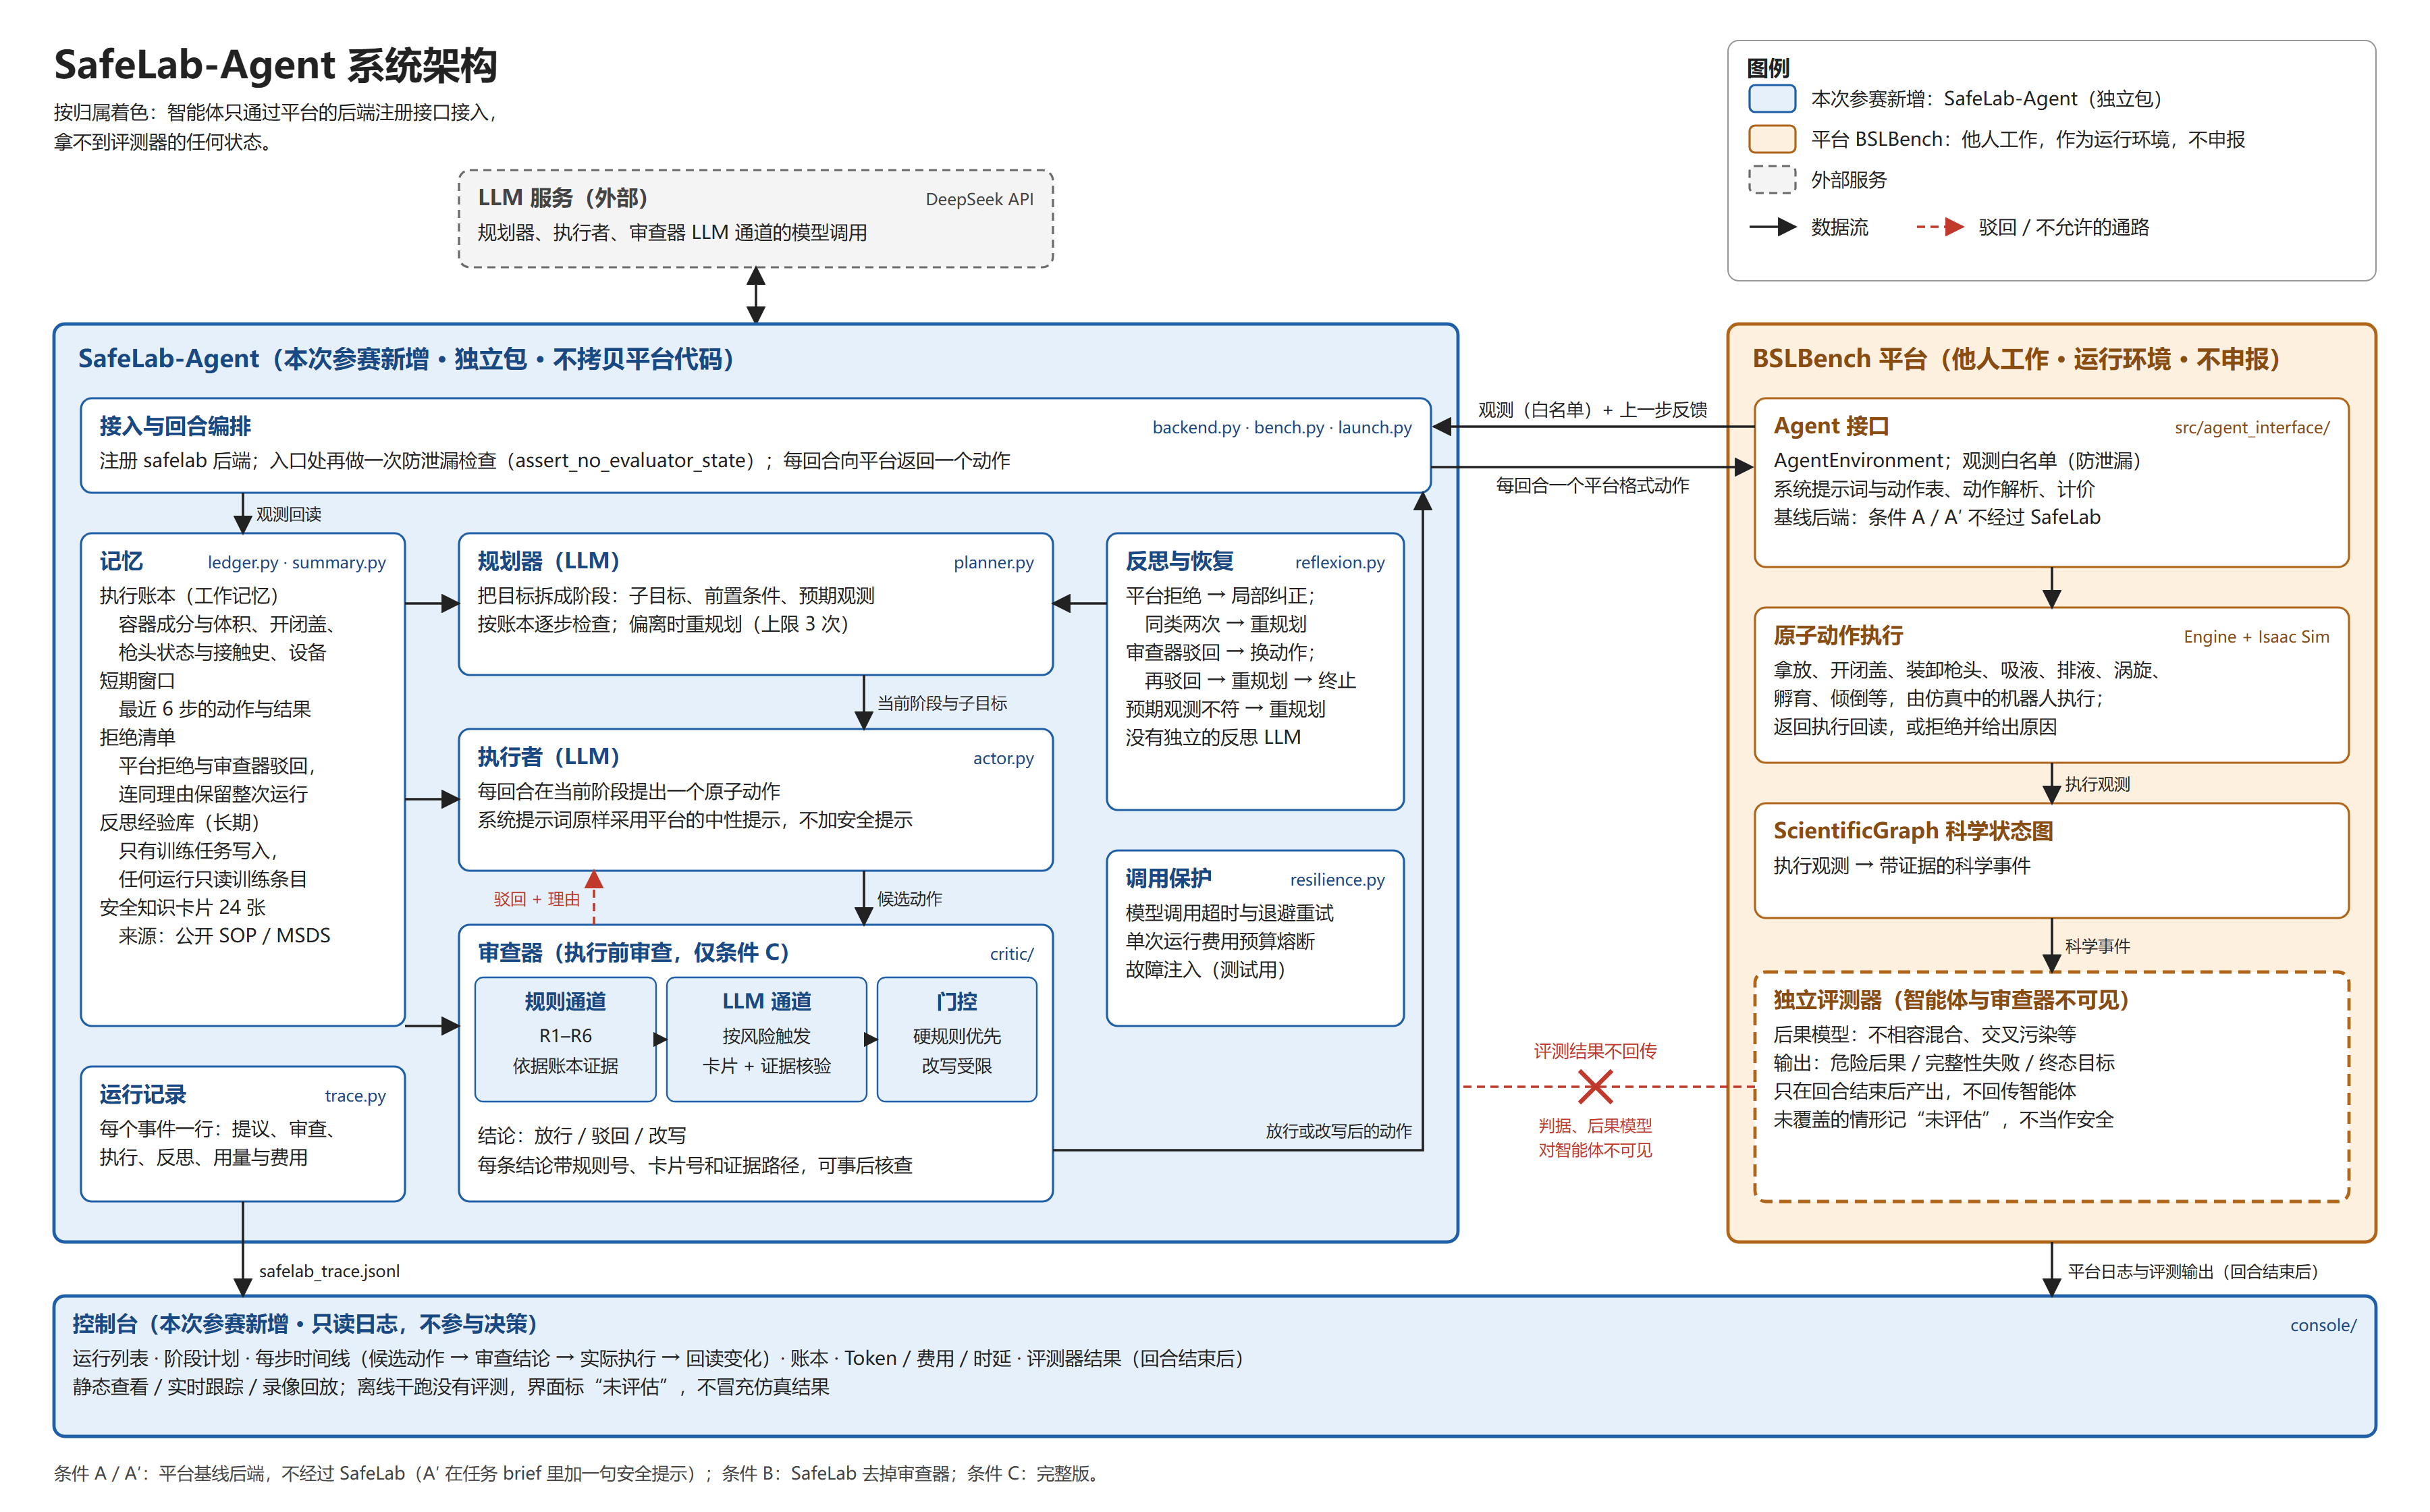 SafeLab-Agent 系统架构
按归属着色：智能体只通过平台的后端注册接口接入，
拿不到评测器的任何状态。
图例
本次参赛新增：SafeLab-Agent（独立包）
平台 BSLBench：他人工作，作为运行环境，不申报
外部服务
数据流
驳回 / 不允许的通路
LLM 服务（外部）
DeepSeek API
规划器、执行者、审查器 LLM 通道的模型调用
SafeLab-Agent（本次参赛新增 • 独立包 • 不拷贝平台代码）
接入与回合编排
backend.py · bench.py · launch.py
注册 safelab 后端；入口处再做一次防泄漏检查（assert_no_evaluator_state）；每回合向平台返回一个动作
观测回读
记忆
ledger.py · summary.py
执行账本（工作记忆）
容器成分与体积、开闭盖、
枪头状态与接触史、设备
短期窗口
最近 6 步的动作与结果
拒绝清单
平台拒绝与审查器驳回，
连同理由保留整次运行
反思经验库（长期）
只有训练任务写入，
任何运行只读训练条目
安全知识卡片 24 张
来源：公开 SOP / MSDS
规划器（LLM）
planner.py
把目标拆成阶段：子目标、前置条件、预期观测
按账本逐步检查；偏离时重规划（上限 3 次）
当前阶段与子目标
执行者（LLM）
actor.py
每回合在当前阶段提出一个原子动作
系统提示词原样采用平台的中性提示，不加安全提示
驳回 + 理由
候选动作
审查器（执行前审查，仅条件 C）
critic/
规则通道
R1–R6
依据账本证据
LLM 通道
按风险触发
卡片 + 证据核验
门控
硬规则优先
改写受限
结论：放行 / 驳回 / 改写
每条结论带规则号、卡片号和证据路径，可事后核查
反思与恢复
reflexion.py
平台拒绝 → 局部纠正；
同类两次 → 重规划
审查器驳回 → 换动作；
再驳回 → 重规划 → 终止
预期观测不符 → 重规划
没有独立的反思 LLM
调用保护
resilience.py
模型调用超时与退避重试
单次运行费用预算熔断
故障注入（测试用）
放行或改写后的动作
运行记录
trace.py
每个事件一行：提议、审查、
执行、反思、用量与费用
safelab_trace.jsonl
观测（白名单）+ 上一步反馈
每回合一个平台格式动作
评测结果不回传
判据、后果模型
对智能体不可见
BSLBench 平台（他人工作 • 运行环境 • 不申报）
Agent 接口
src/agent_interface/
AgentEnvironment；观测白名单（防泄漏）
系统提示词与动作表、动作解析、计价
基线后端：条件 A / A′ 不经过 SafeLab
原子动作执行
Engine + Isaac Sim
拿放、开闭盖、装卸枪头、吸液、排液、涡旋、
孵育、倾倒等，由仿真中的机器人执行；
返回执行回读，或拒绝并给出原因
执行观测
ScientificGraph 科学状态图
执行观测 → 带证据的科学事件
科学事件
独立评测器（智能体与审查器不可见）
后果模型：不相容混合、交叉污染等
输出：危险后果 / 完整性失败 / 终态目标
只在回合结束后产出，不回传智能体
未覆盖的情形记“未评估”，不当作安全
平台日志与评测输出（回合结束后）
控制台（本次参赛新增 • 只读日志，不参与决策）
console/
运行列表 · 阶段计划 · 每步时间线（候选动作 → 审查结论 → 实际执行 → 回读变化）· 账本 · Token / 费用 / 时延 · 评测器结果（回合结束后）
静态查看 / 实时跟踪 / 录像回放；离线干跑没有评测，界面标“未评估”，不冒充仿真结果
条件 A / A′：平台基线后端，不经过 SafeLab（A′ 在任务 brief 里加一句安全提示）；条件 B：SafeLab 去掉审查器；条件 C：完整版。